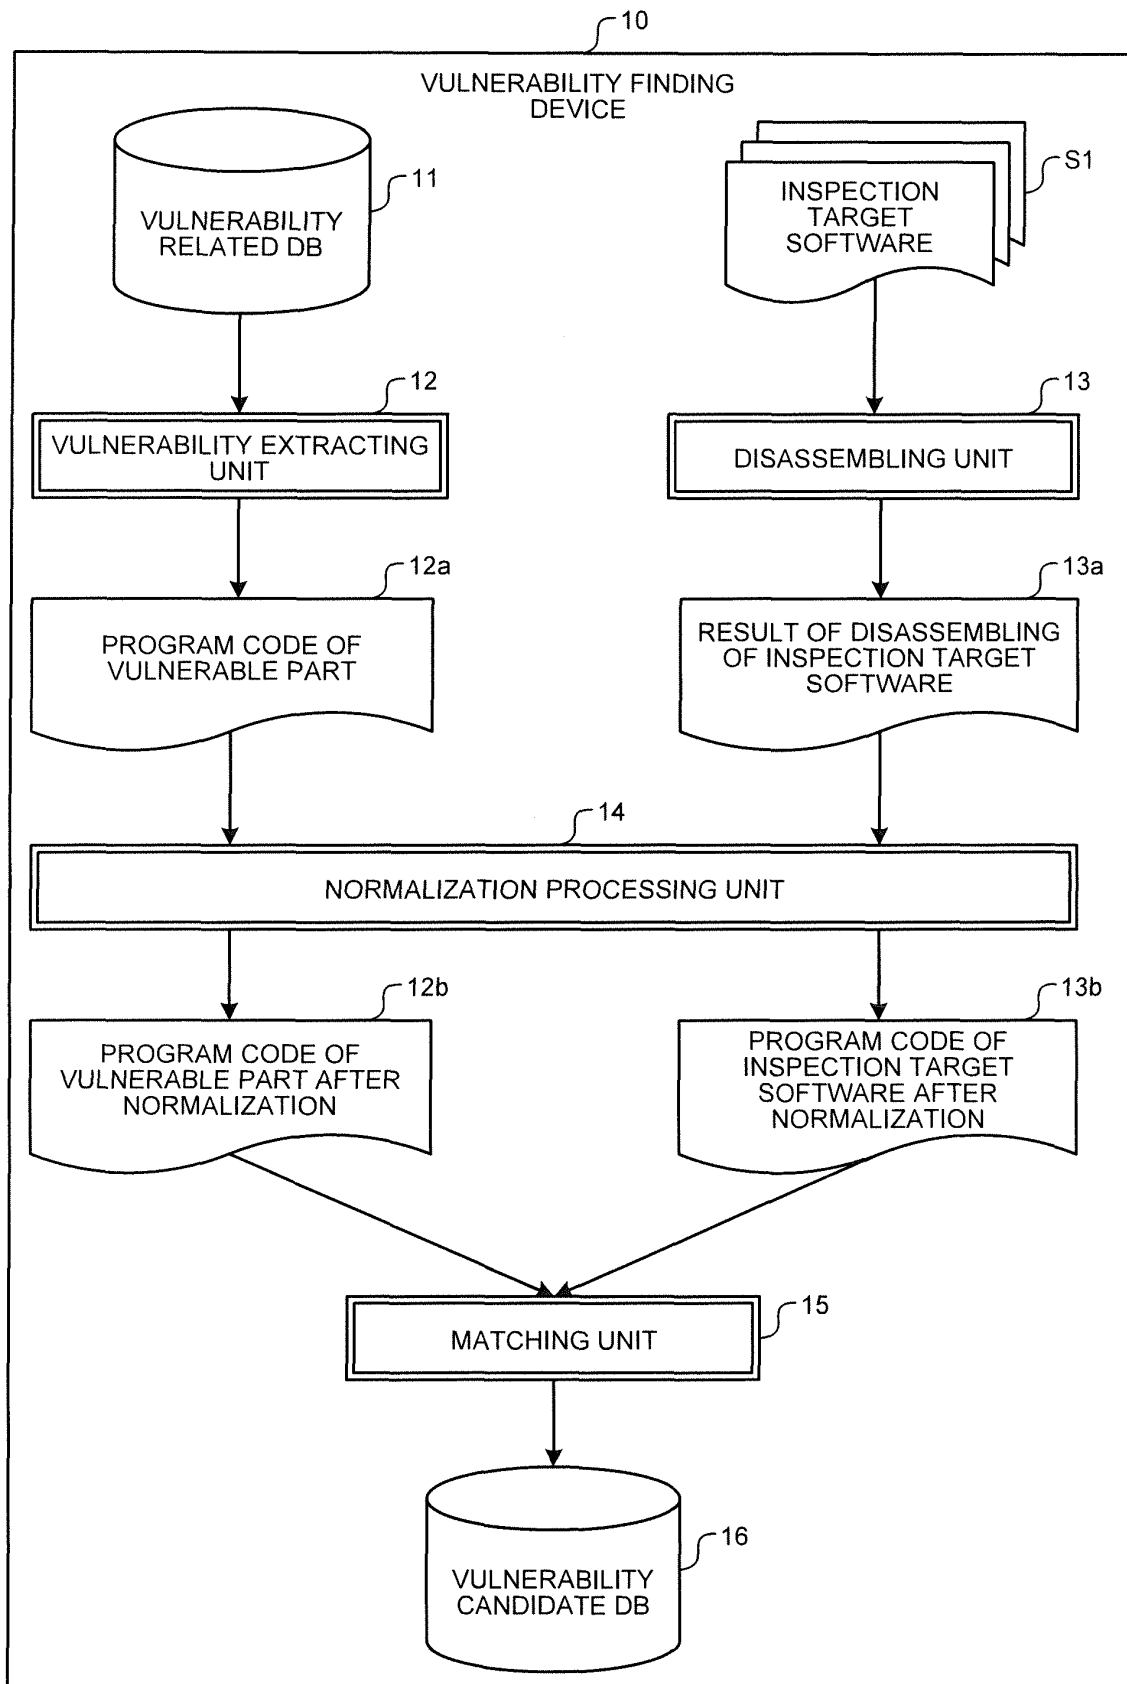 10
VULNERABILITY FINDING
DEVICE
11
VULNERABILITY
RELATED DB
S1
INSPECTION
TARGET
SOFTWARE
12
VULNERABILITY EXTRACTING
UNIT
13
DISASSEMBLING UNIT
12a
PROGRAM CODE OF
VULNERABLE PART
13a
RESULT OF DISASSEMBLING
OF INSPECTION TARGET
SOFTWARE
14
NORMALIZATION PROCESSING UNIT
12b
PROGRAM CODE OF
VULNERABLE PART AFTER
NORMALIZATION
13b
PROGRAM CODE OF
INSPECTION TARGET
SOFTWARE AFTER
NORMALIZATION
15
MATCHING UNIT
16
VULNERABILITY
CANDIDATE DB